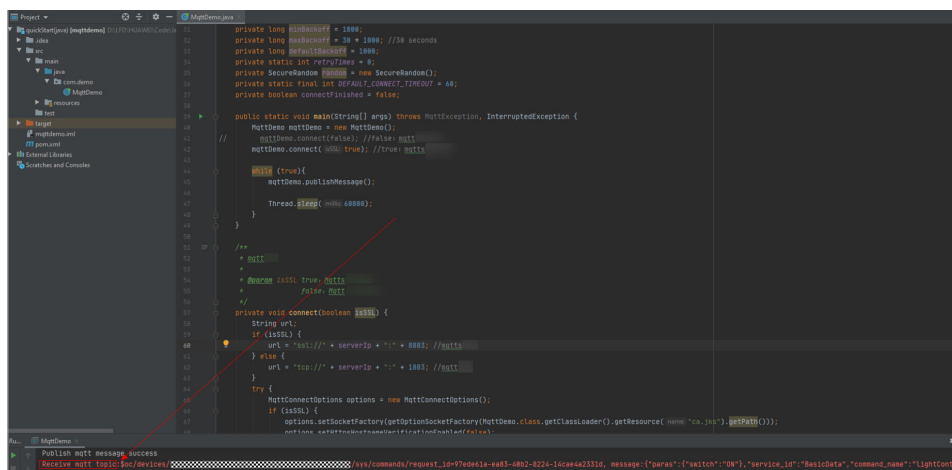 Project
MqttDemo.java
quickStart(java) [mqttdemo]
.idea
src
main
java
com.demo
MqttDemo
resources
test
target
mqttdemo.iml
pom.xml
External Libraries
Scratches and Consoles
private long minBackoff = 1000;
private long maxBackoff = 30 * 1000; //30 seconds
private long defaultBackoff = 1000;
private static int retryTimes = 0;
private SecureRandom random = new SecureRandom();
private static final int DEFAULT_CONNECT_TIMEOUT = 60;
private boolean connectFinished = false;
public static void main(String[] args) throws MqttException, InterruptedException {
MqttDemo mqttDemo = new MqttDemo();
// mqttDemo.connect(false); //false: mqtt
mqttDemo.connect( isSSL: true); //true: mqtts
while (true){
mqttDemo.publishMessage();
Thread.sleep( millis: 60000);
}
}
/**
* mqtt
*
* @param isSSL true: Mqtts
* false: Mqtt
*/
private void connect(boolean isSSL) {
String url;
if (isSSL) {
60 url = "ssl://" + serverIp + ":" + 8883; //mqtts
} else {
url = "tcp://" + serverIp + ":" + 1883; //mqtt
}
try {
MqttConnectOptions options = new MqttConnectOptions();
if (isSSL) {
options.setSocketFactory(getOptionSocketFactory(MqttDemo.class.getClassLoader().getResource( name: "ca.jks").getPath()));
options.setHttpsHostnameVerificationEnabled(false);
MqttDemo
Publish mqtt message success
Receive mqtt topic:$oc/devices/ /sys/commands/request_id= message:{"paras":{"switch":"ON"},"service_id":"BasicData","command_name":"lightCont